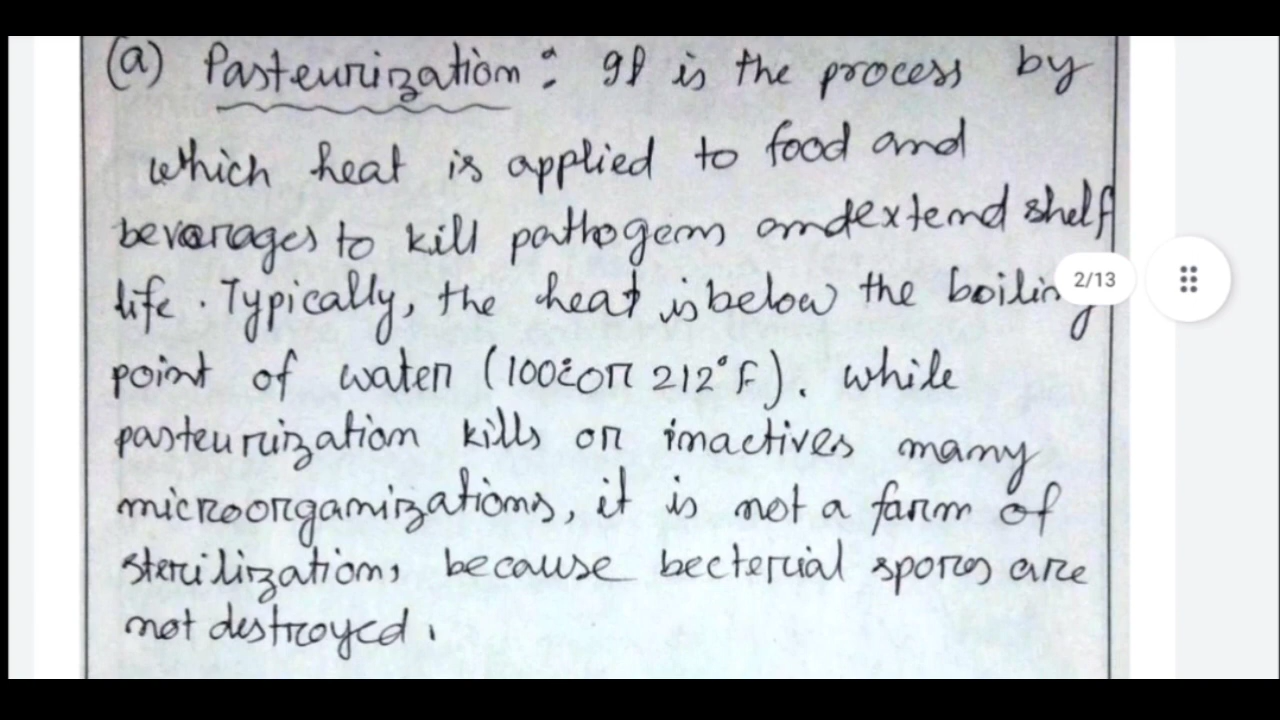 (a) Pasteurization : It is the process by
which heat is applied to food and
beverages to kill pathogens and extend shelf
life. Typically, the heat is below the boiling
2/13
point of water (100°C or 212°F). while
pasteurization kills or inactives many
microorganizations, it is not a farm of
sterilization, because becterial spores are
not destroyed.